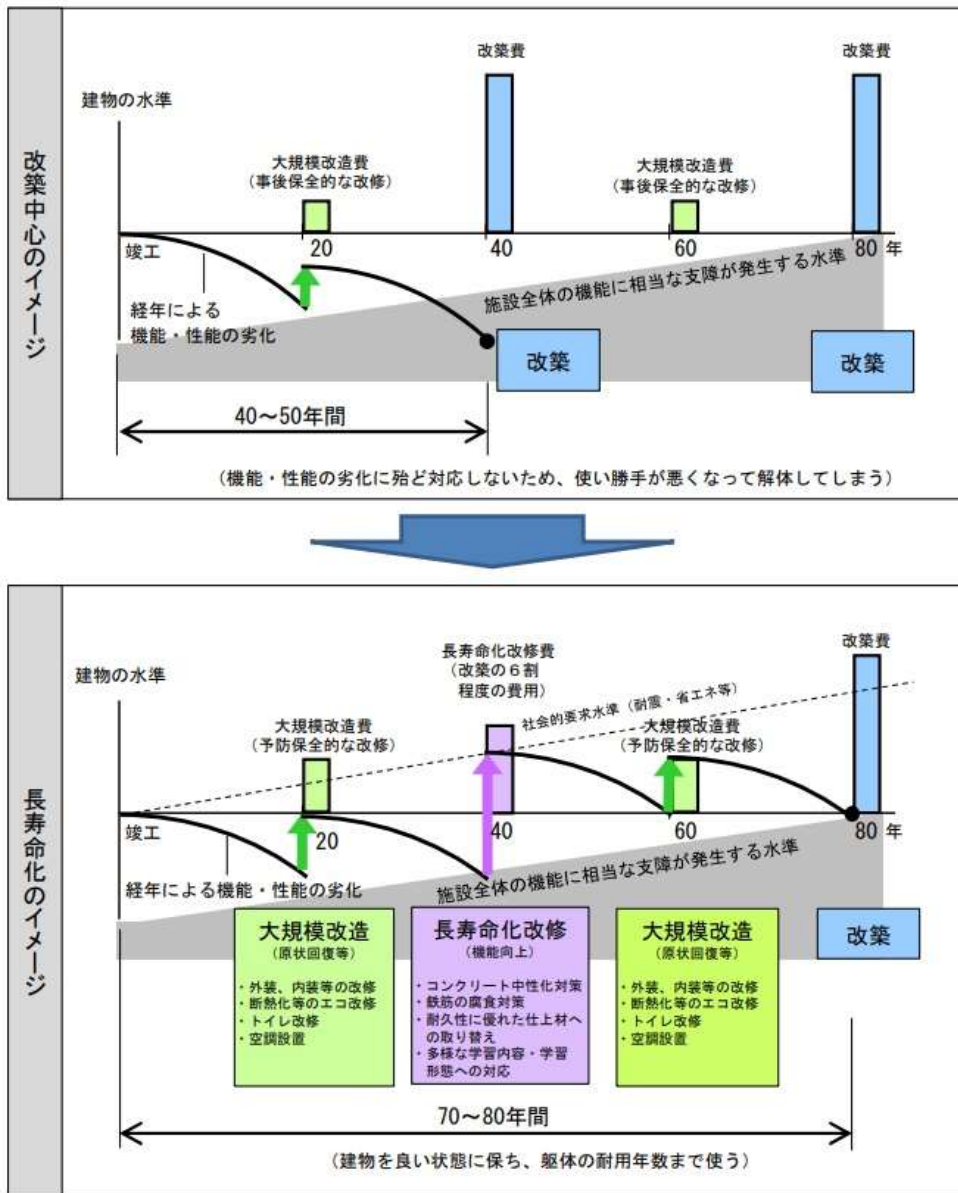 改築中心のイメージ
改築費
改築費
建物の水準
大規模改造費
（事後保全的な改修）
大規模改造費
（事後保全的な改修）
竣工
20
40
60
80 年
経年による
機能・性能の劣化
施設全体の機能に相当な支障が発生する水準
改築
改築
40～50年間
（機能・性能の劣化に殆ど対応しないため、使い勝手が悪くなって解体してしまう）
長寿命化のイメージ
改築費
長寿命化改修費
（改築の６割
程度の費用）
建物の水準
社会的要求水準（耐震・省エネ等）
大規模改造費
（予防保全的な改修）
大規模改造費
（予防保全的な改修）
竣工
20
40
60
80 年
経年による機能・性能の劣化
施設全体の機能に相当な支障が発生する水準
大規模改造
（原状回復等）
・外装、内装等の改修
・断熱化等のエコ改修
・トイレ改修
・空調設置
長寿命化改修
（機能向上）
・コンクリート中性化対策
・鉄筋の腐食対策
・耐久性に優れた仕上材へ
の取り替え
・多様な学習内容・学習
形態への対応
大規模改造
（原状回復等）
・外装、内装等の改修
・断熱化等のエコ改修
・トイレ改修
・空調設置
改築
70～80年間
（建物を良い状態に保ち、躯体の耐用年数まで使う）